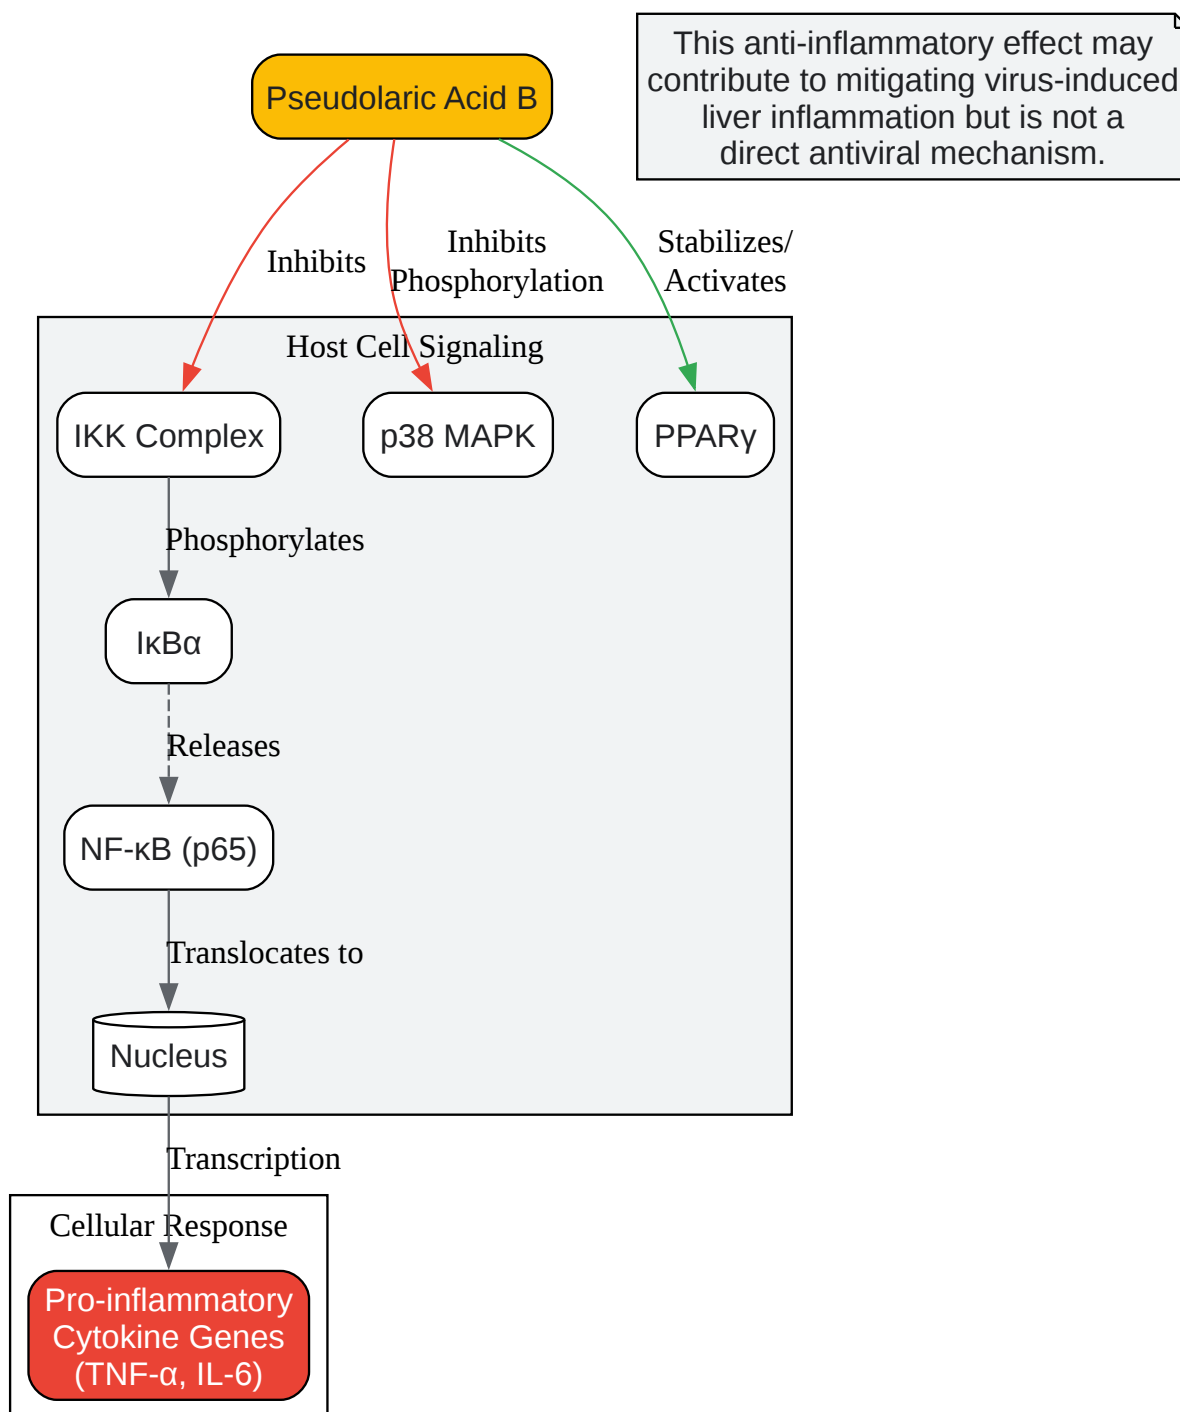 This anti-inflammatory effect may
contribute to mitigating virus-induced
liver inflammation but is not a
direct antiviral mechanism.
Pseudolaric Acid B
Inhibits
Inhibits
Phosphorylation
Stabilizes/
Activates
Host Cell Signaling
IKK Complex
p38 MAPK
PPARγ
Phosphorylates
IκBα
Releases
NF-κB (p65)
Translocates to
Nucleus
Transcription
Cellular Response
Pro-inflammatory
Cytokine Genes
(TNF-α, IL-6)